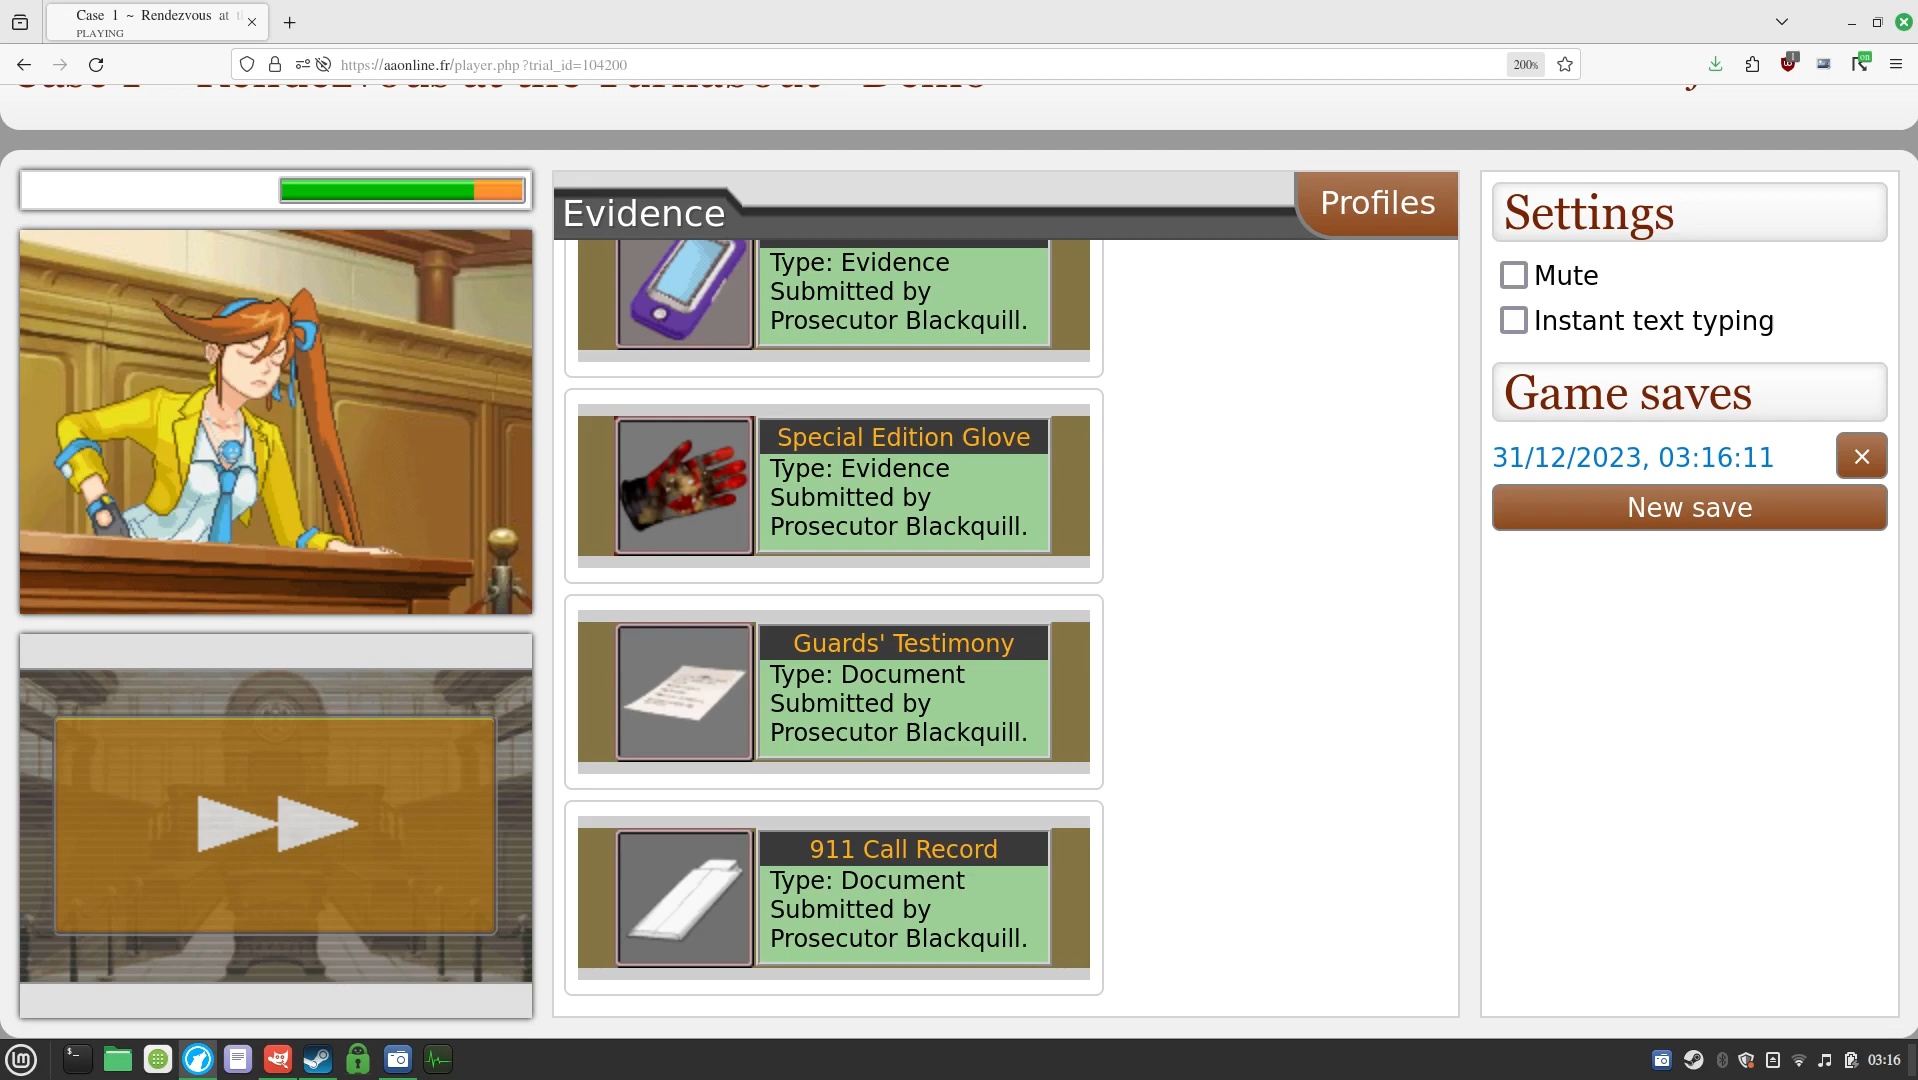 Case 1 ~ Rendezvous at
PLAYING
https://aaonline.fr/player.php?trial_id=104200
200%
Evidence
Profiles
Type: Evidence
Submitted by
Prosecutor Blackquill.
Special Edition Glove
Type: Evidence
Submitted by
Prosecutor Blackquill.
Guards' Testimony
Type: Document
Submitted by
Prosecutor Blackquill.
911 Call Record
Type: Document
Submitted by
Prosecutor Blackquill.
Settings
Mute
Instant text typing
Game saves
31/12/2023, 03:16:11
New save
on
03:16